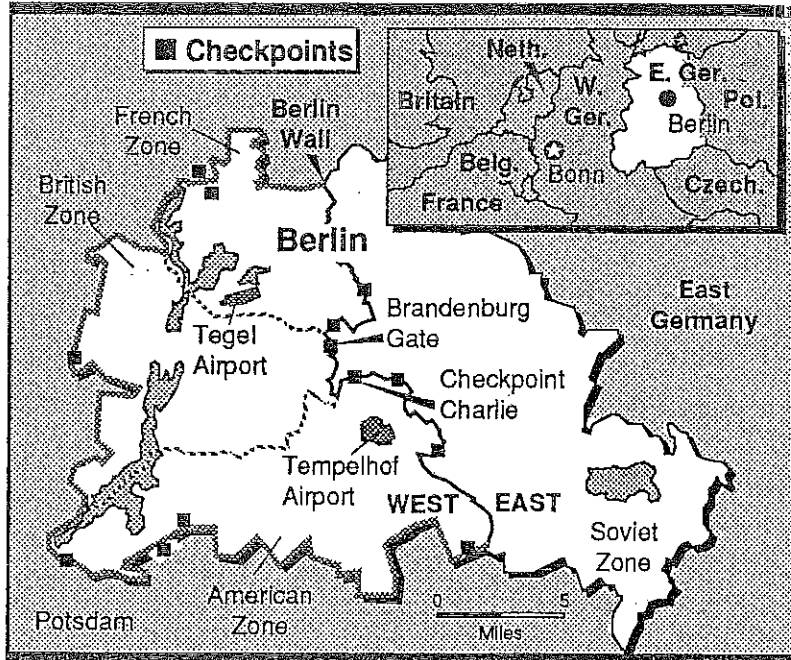 Checkpoints
French
Zone
Berlin
Wall
British
Zone
Berlin
Tegel
Airport
Brandenburg
Gate
Checkpoint
Charlie
Tempelhof
Airport
WEST
EAST
Soviet
Zone
East
Germany
American
Zone
Potsdam
0
5
Miles
Neth.
Britain
W.
Ger.
E. Ger.
Pol.
Berlin
Belg.
Bonn
France
Czech.